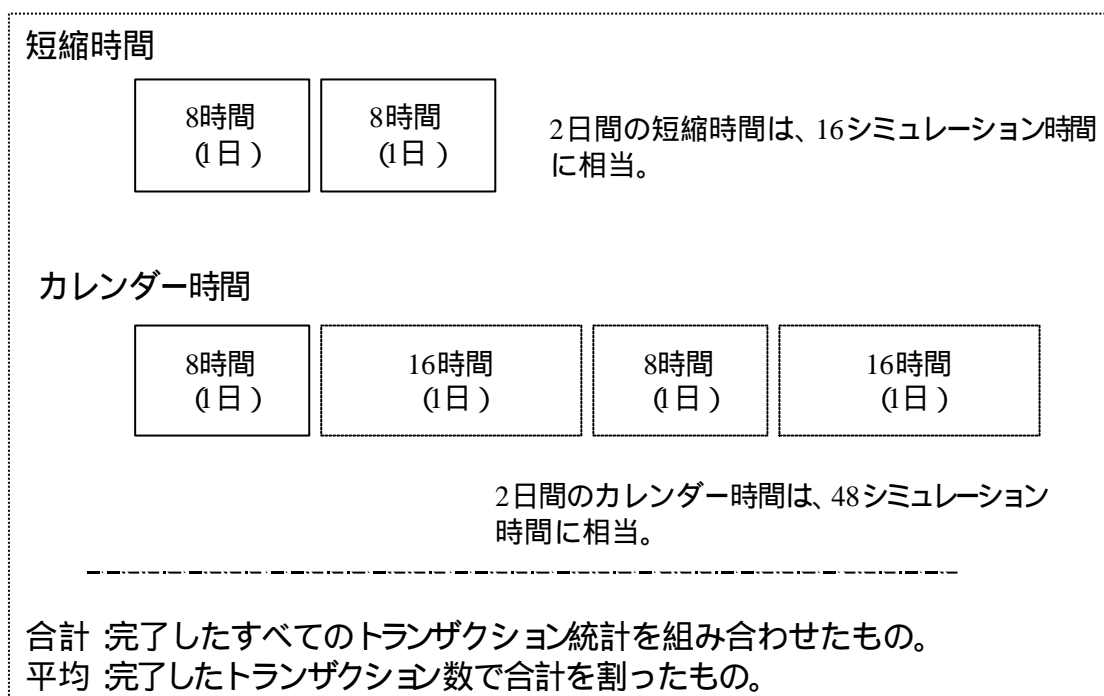 短縮時間
8時間
(1日)
8時間
(1日)
2日間の短縮時間は、16シミュレーション時間
に相当。
カレンダー時間
8時間
(1日)
16時間
(1日)
8時間
(1日)
16時間
(1日)
2日間のカレンダー時間は、48シミュレーション
時間に相当。
合計:完了したすべてのトランザクション統計を組み合わせたもの。
平均:完了したトランザクション数で合計を割ったもの。